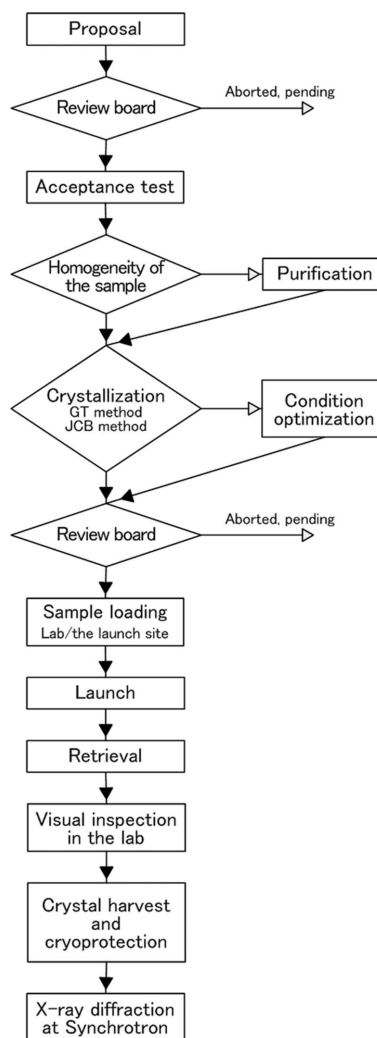 Proposal
Review board
Aborted, pending
Acceptance test
Homogeneity of
the sample
Purification
Crystallization
GT method
JCB method
Condition
optimization
Review board
Aborted, pending
Sample loading
Lab/the launch site
Launch
Retrieval
Visual inspection
in the lab
Crystal harvest
and
cryoprotection
X-ray diffraction
at Synchrotron